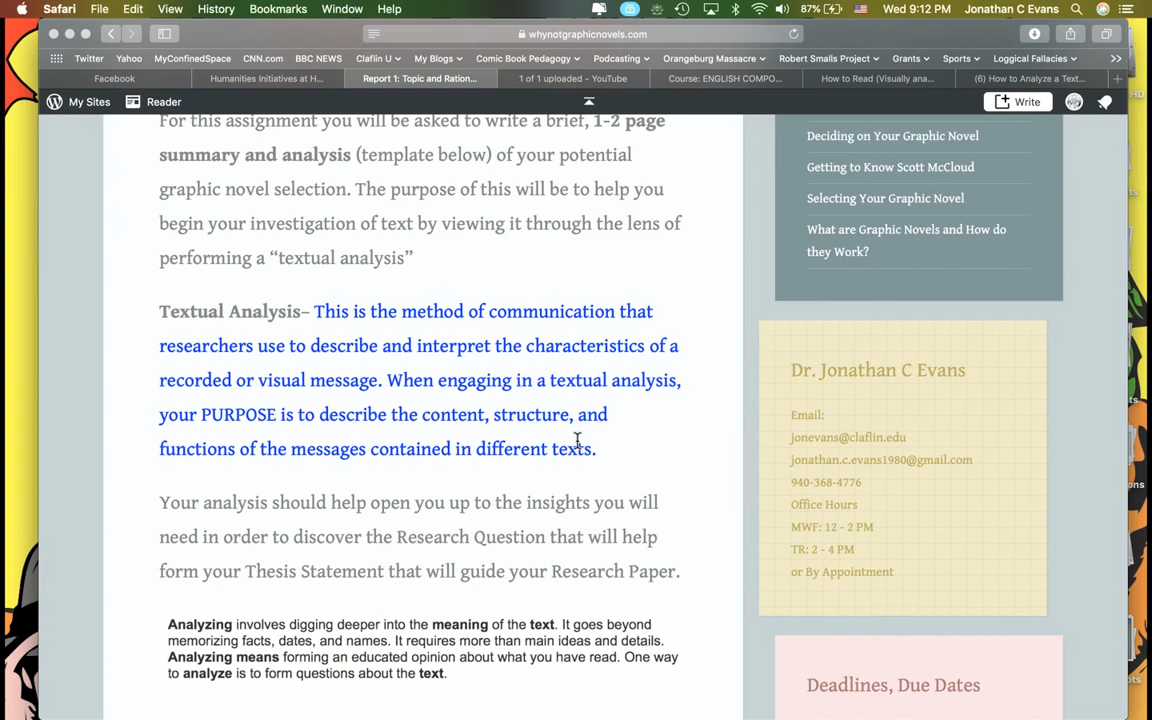 Safari File Edit View History Bookmarks Window Help 87% Wed 9:12 PM Jonathan C Evans
whynotgraphicnovels.com
Twitter Yahoo MyConfinedSpace CNN.com BBC NEWS Claflin U My Blogs Comic Book Pedagogy Podcasting Orangeburg Massacre Robert Smalls Project Grants Sports Loggical Fallacies
Facebook Humanities Initiatives at H... Report 1: Topic and Ration... 1 of 1 uploaded - YouTube Course: ENGLISH COMPO... How to Read (Visually ana... (6) How to Analyze a Text...
My Sites Reader Write
For this assignment you will be asked to write a brief, 1-2 page
summary and analysis (template below) of your potential
graphic novel selection. The purpose of this will be to help you
begin your investigation of text by viewing it through the lens of
performing a “textual analysis”
Textual Analysis– This is the method of communication that
researchers use to describe and interpret the characteristics of a
recorded or visual message. When engaging in a textual analysis,
your PURPOSE is to describe the content, structure, and
functions of the messages contained in different texts.
Your analysis should help open you up to the insights you will
need in order to discover the Research Question that will help
form your Thesis Statement that will guide your Research Paper.
Analyzing involves digging deeper into the meaning of the text. It goes beyond
memorizing facts, dates, and names. It requires more than main ideas and details.
Analyzing means forming an educated opinion about what you have read. One way
to analyze is to form questions about the text.
Deciding on Your Graphic Novel
Getting to Know Scott McCloud
Selecting Your Graphic Novel
What are Graphic Novels and How do
they Work?
Dr. Jonathan C Evans
Email:
jonevans@claflin.edu
jonathan.c.evans1980@gmail.com
940-368-4776
Office Hours
MWF: 12 - 2 PM
TR: 2 - 4 PM
or By Appointment
Deadlines, Due Dates